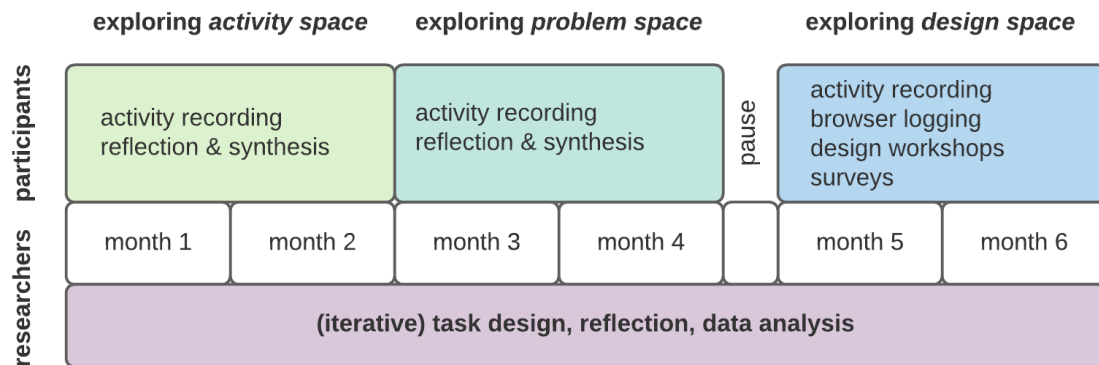 exploring activity space
exploring problem space
exploring design space
participants
activity recording
reflection & synthesis
activity recording
reflection & synthesis
pause
activity recording
browser logging
design workshops
surveys
researchers
month 1
month 2
month 3
month 4
month 5
month 6
(iterative) task design, reflection, data analysis